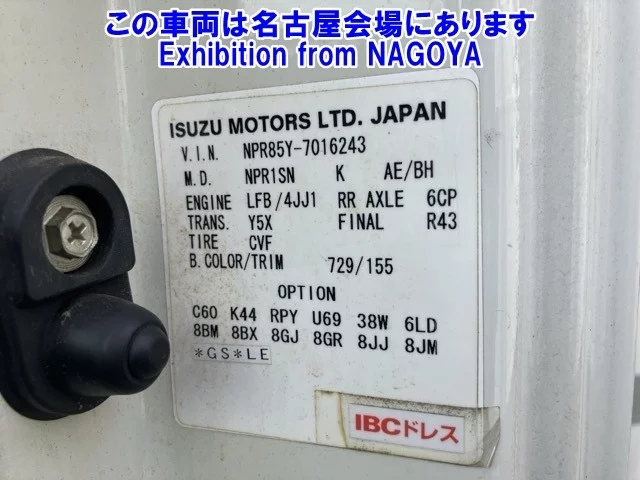 この車両は名古屋会場にあります
Exhibition from NAGOYA
ISUZU MOTORS LTD. JAPAN
V.I.N. NPR85Y-7016243
M.D. NPR1SN K AE/BH
ENGINE LFB/4JJ1 RR AXLE 6CP
TRANS. Y5X FINAL R43
TIRE CVF
B.COLOR/TRIM 729/155
OPTION
C60 K44 RPY U69 38W 6LD
8BM 8BX 8GJ 8GR 8JJ 8JM
*GS*LE
IBCドレス